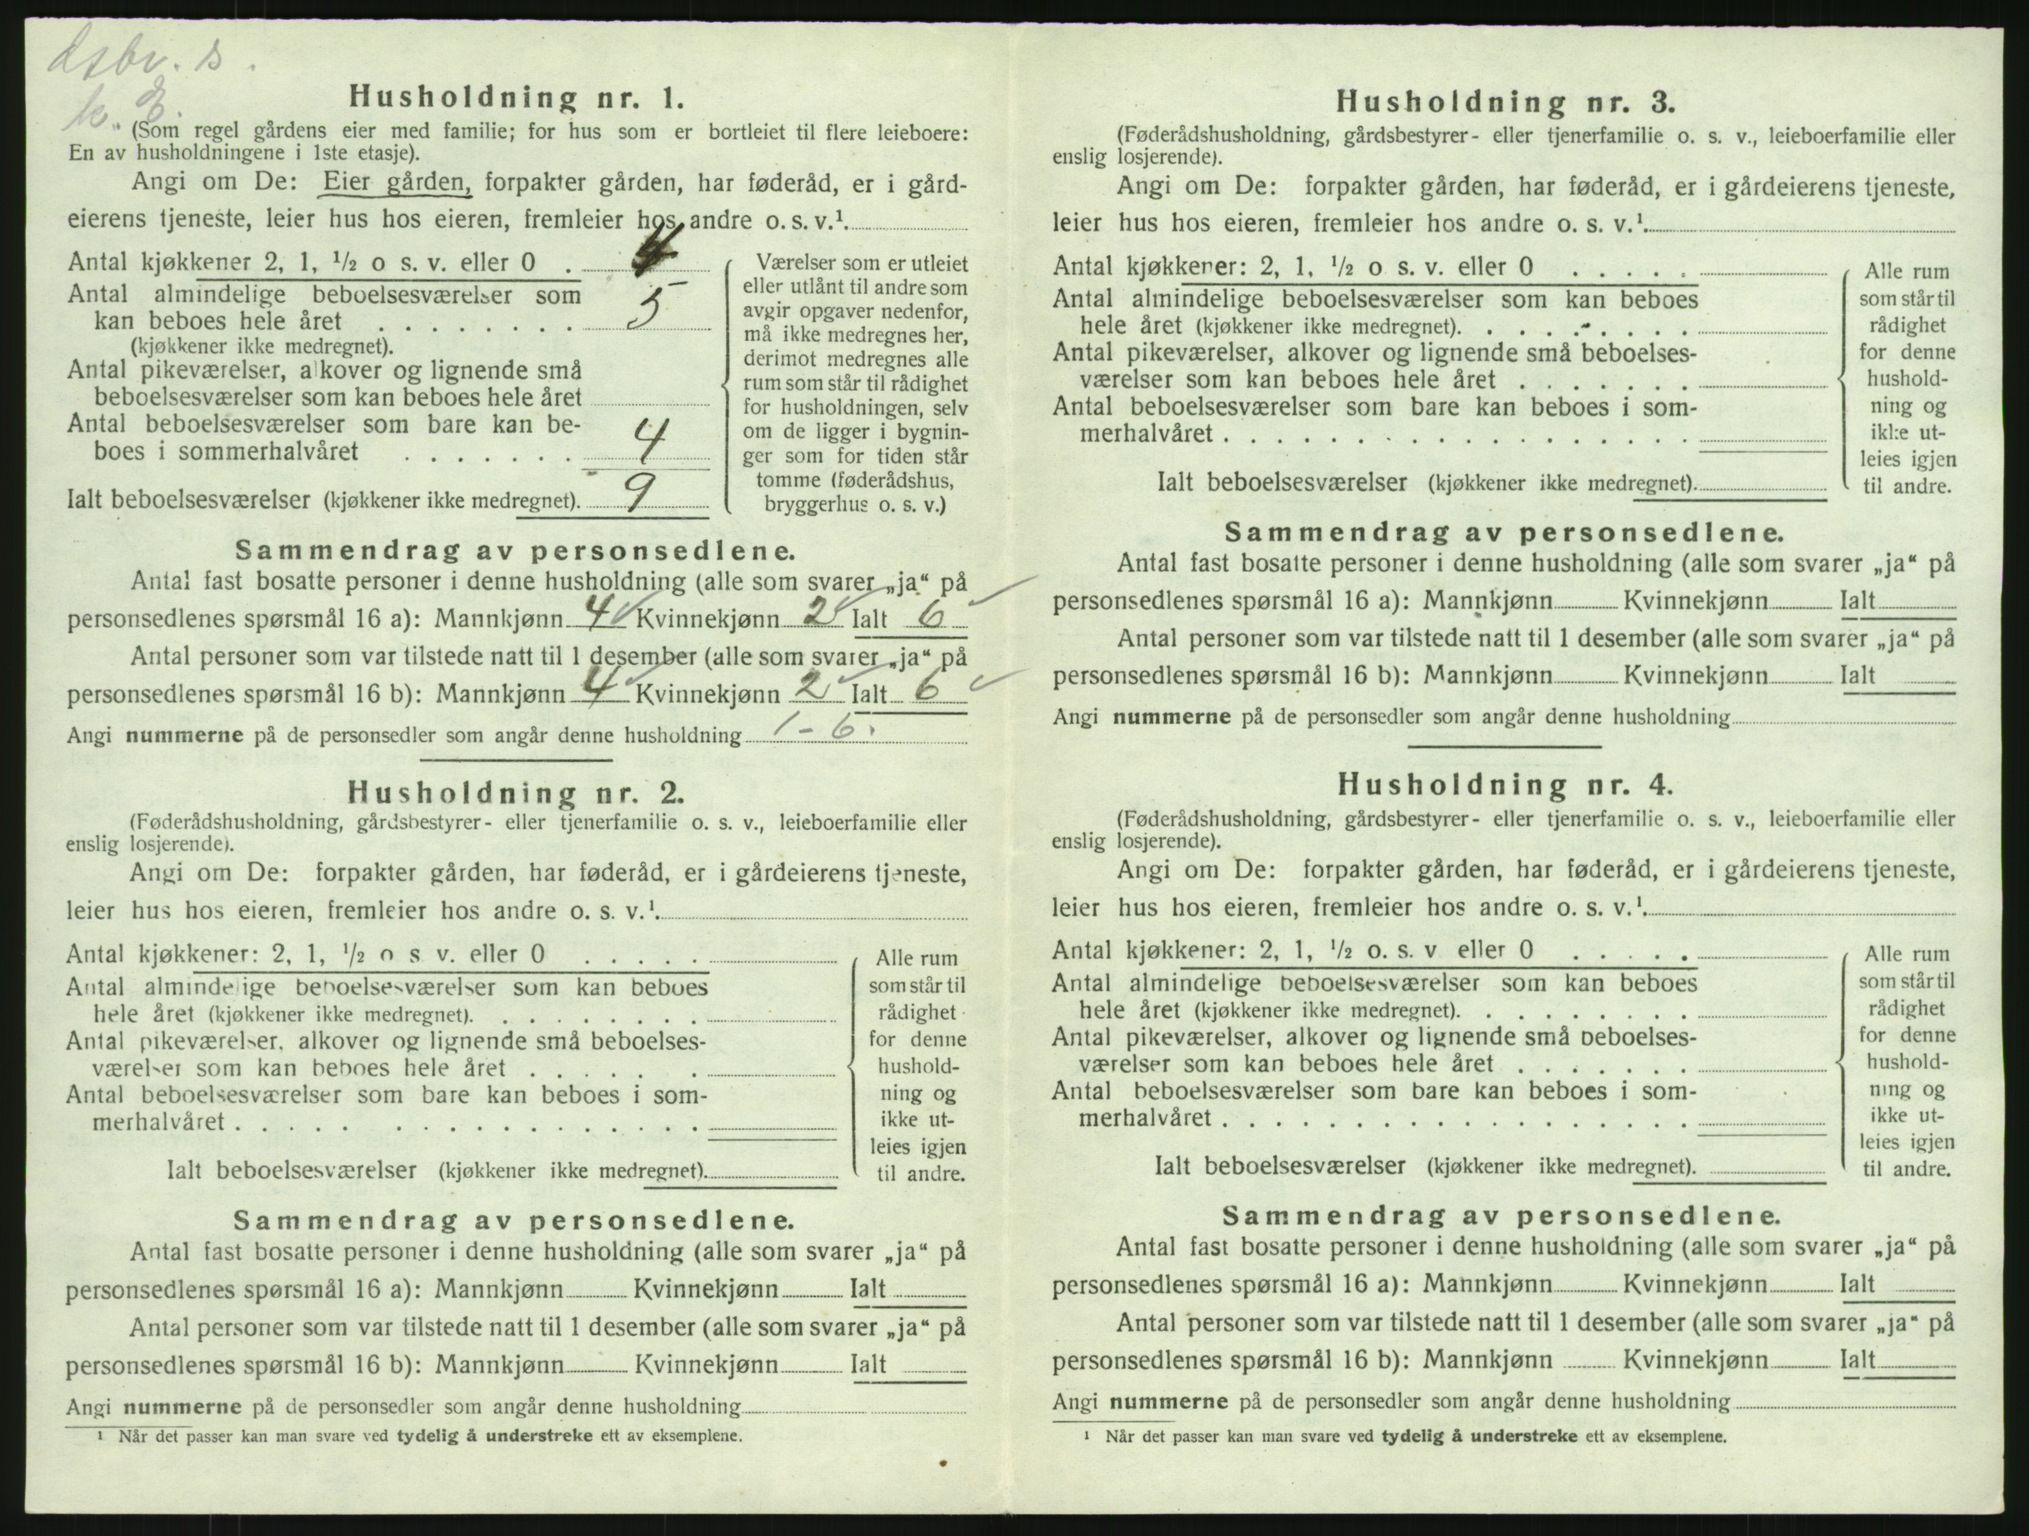 Husholdning nr. 1.
(Som regel gårdens eier med familie; for hus som er bortleiet til flere leieboere:
En av husholdningene i 1ste etasje).
Angi om De: Eier gården, forpakter gården, har føderåd, er i gård-
eierens tjeneste, leier hus hos eieren, fremleier hos andre o. s. v.¹.
Antal kjøkkener 2, 1, ½ o s. v. eller 0 .
Antal almindelige beboelsesværelser som
kan beboes hele året . . . . . . . . 5
(kjøkkener ikke medregnet).
Antal pikeværelser, alkover og lignende små
beboelsesværelser som kan beboes hele året
Antal beboelsesværelser som bare kan be-
boes i sommerhalvåret . . . . . . . 4
Ialt beboelsesværelser (kjøkkener ikke medregnet). 9
Værelser som er utleiet
eller utlånt til andre som
avgir opgaver nedenfor,
må ikke medregnes her,
derimot medregnes alle
rum som står til rådighet
for husholdningen, selv
om de ligger i bygnin-
ger som for tiden står
tomme (føderådshus,
bryggerhus o. s. v.)
Sammendrag av personsedlene.
Antal fast bosatte personer i denne husholdning (alle som svarer „ja“ på
personsedlenes spørsmål 16 a): Mannkjønn 4 ✓ Kvinnekjønn 2 ✓ Ialt 6 ✓
Antal personer som var tilstede natt til 1 desember (alle som svarer „ja“ på
personsedlenes spørsmål 16 b): Mannkjønn 4 ✓ Kvinnekjønn 2 ✓ Ialt 6 ✓
Angi nummerne på de personsedler som angår denne husholdning 1-6.
Husholdning nr. 2.
(Føderådshusholdning, gårdsbestyrer- eller tjenerfamilie o. s. v., leieboerfamilie eller
enslig losjerende).
Angi om De: forpakter gården, har føderåd, er i gårdeierens tjeneste,
leier hus hos eieren, fremleier hos andre o. s. v.¹.
Antal kjøkkener: 2, 1, ½ o s v. eller 0 . . . . .
Antal almindelige beboelsesværelser som kan beboes
hele året (kjøkkener ikke medregnet). . . . . . . . .
Antal pikeværelser, alkover og lignende små beboelses-
værelser som kan beboes hele året . . . . . . .
Antal beboelsesværelser som bare kan beboes i som-
merhalvåret . . . . . . . . . . . . . . . . . .
Ialt beboelsesværelser (kjøkkener ikke medregnet).
Alle rum
som står til
rådighet
for denne
hushold-
ning og
ikke ut-
leies igjen
til andre.
Sammendrag av personsedlene.
Antal fast bosatte personer i denne husholdning (alle som svarer „ja“ på
personsedlenes spørsmål 16 a): Mannkjønn Kvinnekjønn Ialt
Antal personer som var tilstede natt til 1 desember (alle som svarer „ja“ på
personsedlenes spørsmål 16 b): Mannkjønn Kvinnekjønn Ialt
Angi nummerne på de personsedler som angår denne husholdning
¹ Når det passer kan man svare ved tydelig å understreke ett av eksemplene.
Husholdning nr. 3.
(Føderådshusholdning, gårdsbestyrer- eller tjenerfamilie o. s. v., leieboerfamilie eller
enslig losjerende).
Angi om De: forpakter gården, har føderåd, er i gårdeierens tjeneste,
leier hus hos eieren, fremleier hos andre o. s. v.¹.
Antal kjøkkener: 2, 1, ½ o s. v. eller 0 . . . . .
Antal almindelige beboelsesværelser som kan beboes
hele året (kjøkkener ikke medregnet). . . . . . . . .
Antal pikeværelser, alkover og lignende små beboelses-
værelser som kan beboes hele året . . . . . . .
Antal beboelsesværelser som bare kan beboes i som-
merhalvåret . . . . . . . . . . . . . . . . . .
Ialt beboelsesværelser (kjøkkener ikke medregnet).
Alle rum
som står til
rådighet
for denne
hushold-
ning og
ikke ut-
leies igjen
til andre.
Sammendrag av personsedlene.
Antal fast bosatte personer i denne husholdning (alle som svarer „ja“ på
personsedlenes spørsmål 16 a): Mannkjønn Kvinnekjønn Ialt
Antal personer som var tilstede natt til 1 desember (alle som svarer „ja“ på
personsedlenes spørsmål 16 b): Mannkjønn Kvinnekjønn Ialt
Angi nummerne på de personsedler som angår denne husholdning
Husholdning nr. 4.
(Føderådshusholdning, gårdsbestyrer- eller tjenerfamilie o. s. v., leieboerfamilie eller
enslig losjerende).
Angi om De: forpakter gården, har føderåd, er i gårdeierens tjeneste,
leier hus hos eieren, fremleier hos andre o. s. v.¹.
Antal kjøkkener: 2, 1, ½ o. s. v eller 0 . . . . .
Antal almindelige beboelsesværelser som kan beboes
hele året (kjøkkener ikke medregnet). . . . . . . . .
Antal pikeværelser, alkover og lignende små beboelses-
værelser som kan beboes hele året . . . . . . .
Antal beboelsesværelser som bare kan beboes i som-
merhalvåret . . . . . . . . . . . . . . . . . .
Ialt beboelsesværelser (kjøkkener ikke medregnet).
Alle rum
som står til
rådighet
for denne
hushold-
ning og
ikke ut-
leies igjen
til andre.
Sammendrag av personsedlene.
Antal fast bosatte personer i denne husholdning (alle som svarer „ja“ på
personsedlenes spørsmål 16 a): Mannkjønn Kvinnekjønn Ialt
Antal personer som var tilstede natt til 1 desember (alle som svarer „ja“ på
personsedlenes spørsmål 16 b): Mannkjønn Kvinnekjønn Ialt
Angi nummerne på de personsedler som angår denne husholdning
¹ Når det passer kan man svare ved tydelig å understreke ett av eksemplene.